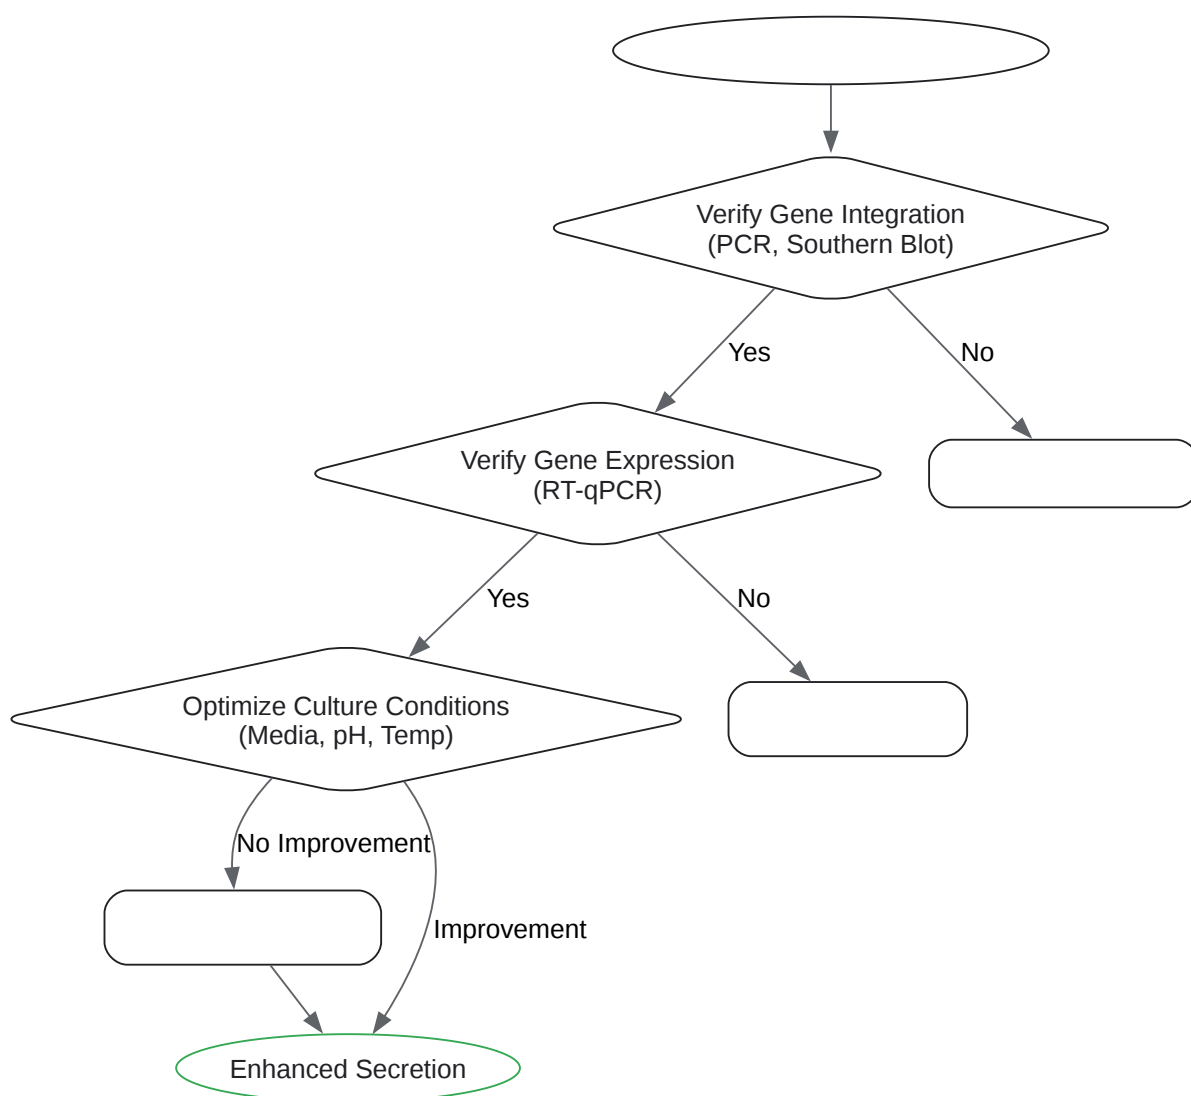 Verify Gene Integration
(PCR, Southern Blot)
Yes
No
Verify Gene Expression
(RT-qPCR)
Yes
No
Optimize Culture Conditions
(Media, pH, Temp)
No Improvement
Improvement
Enhanced Secretion